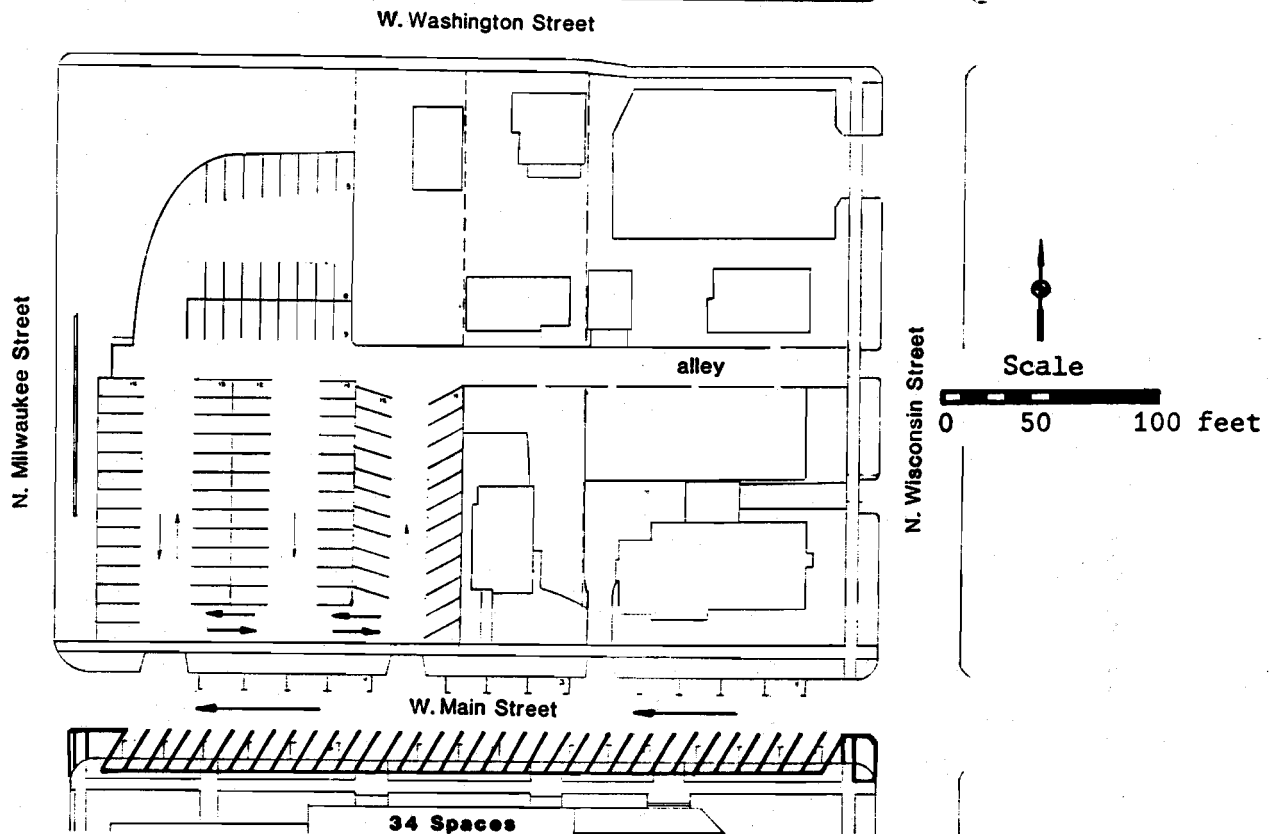 W. Washington Street
N. Milwaukee Street
alley
N. Wisconsin Street
Scale
0 50 100 feet
W. Main Street
34 Spaces